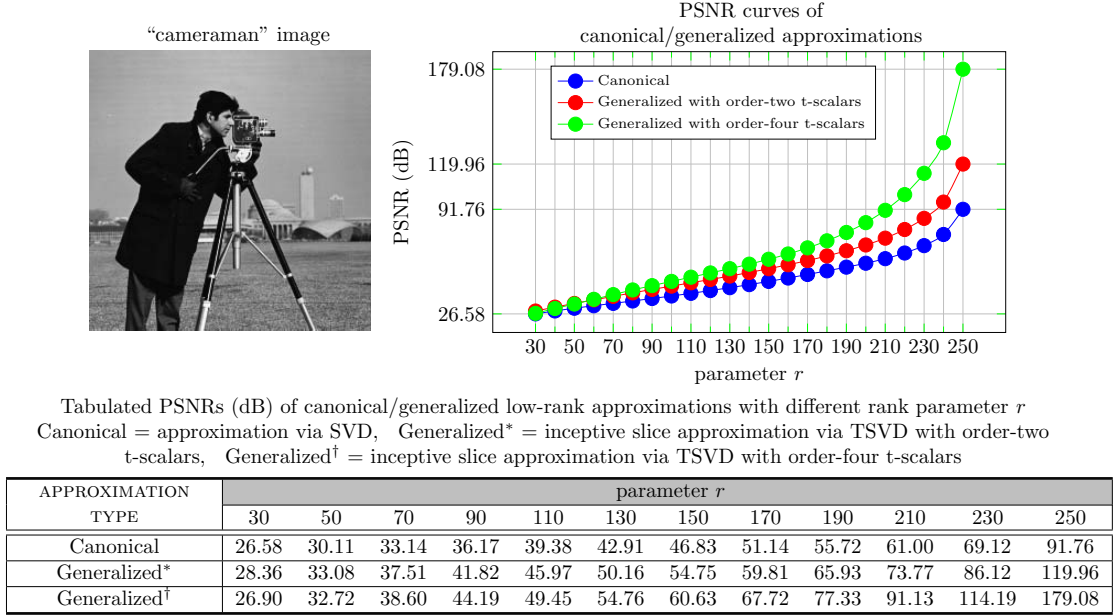 “cameraman” image
PSNR curves of
canonical/generalized approximations
PSNR (dB)
179.08
119.96
91.76
26.58
Canonical
Generalized with order-two t-scalars
Generalized with order-four t-scalars
30 50 70 90 110 130 150 170 190 210 230 250
parameter r
Tabulated PSNRs (dB) of canonical/generalized low-rank approximations with different rank parameter r
Canonical = approximation via SVD, Generalized* = inceptive slice approximation via TSVD with order-two
t-scalars, Generalized† = inceptive slice approximation via TSVD with order-four t-scalars
APPROXIMATION parameter r
TYPE 30 50 70 90 110 130 150 170 190 210 230 250
Canonical 26.58 30.11 33.14 36.17 39.38 42.91 46.83 51.14 55.72 61.00 69.12 91.76
Generalized* 28.36 33.08 37.51 41.82 45.97 50.16 54.75 59.81 65.93 73.77 86.12 119.96
Generalized† 26.90 32.72 38.60 44.19 49.45 54.76 60.63 67.72 77.33 91.13 114.19 179.08